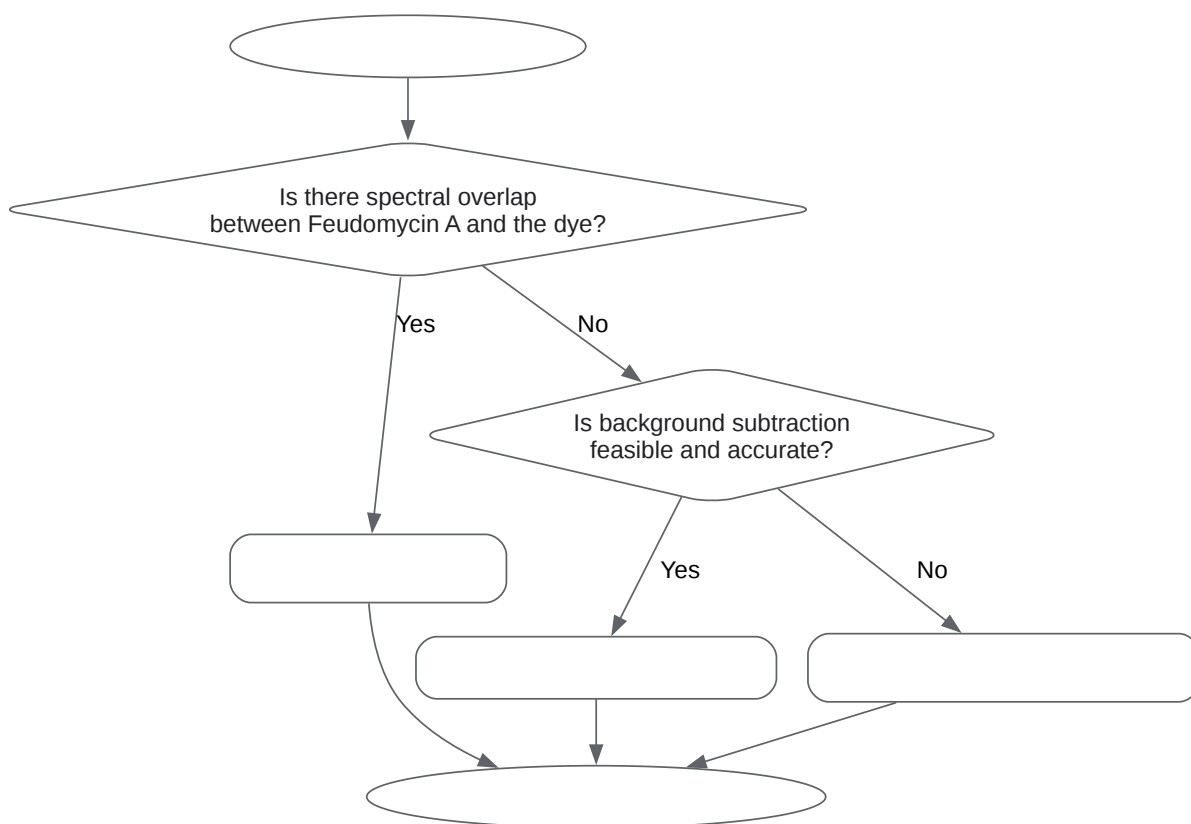 Is there spectral overlap
between Feudomycin A and the dye?
Yes
No
Is background subtraction
feasible and accurate?
Yes
No